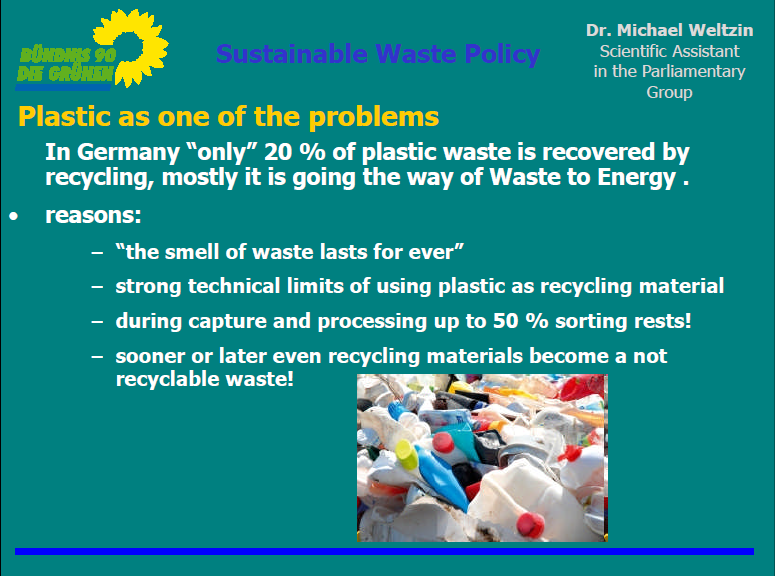 BÜNDNIS 90
DIE GRÜNEN
Sustainable Waste Policy
Dr. Michael Weltzin
Scientific Assistant
in the Parliamentary
Group
Plastic as one of the problems
In Germany “only” 20 % of plastic waste is recovered by
recycling, mostly it is going the way of Waste to Energy .
• reasons:
– “the smell of waste lasts for ever”
– strong technical limits of using plastic as recycling material
– during capture and processing up to 50 % sorting rests!
– sooner or later even recycling materials become a not
recyclable waste!